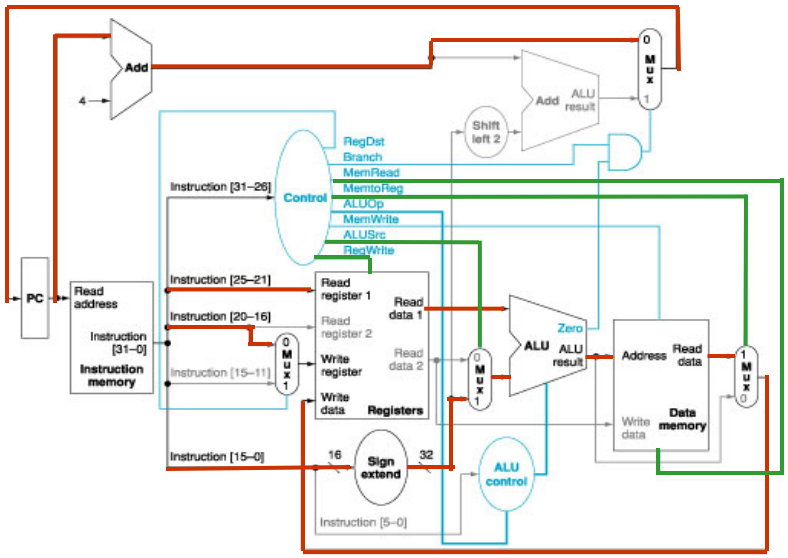 0
M
u
x
1
Add
4
Add
ALU
result
Shift
left 2
RegDst
Branch
MemRead
MemtoReg
ALUOp
MemWrite
ALUSrc
RegWrite
Control
Instruction [31–26]
Instruction [25–21]
Instruction [20–16]
Instruction [15–11]
Instruction [15–0]
Instruction [5–0]
PC
Read
address
Instruction
[31–0]
Instruction
memory
0
M
u
x
1
Read
register 1
Read
register 2
Write
register
Write
data
Read
data 1
Read
data 2
Registers
16
Sign
extend
32
0
M
u
x
1
Zero
ALU
ALU
result
ALU
control
Address
Read
data
Write
data
Data
memory
1
M
u
x
0